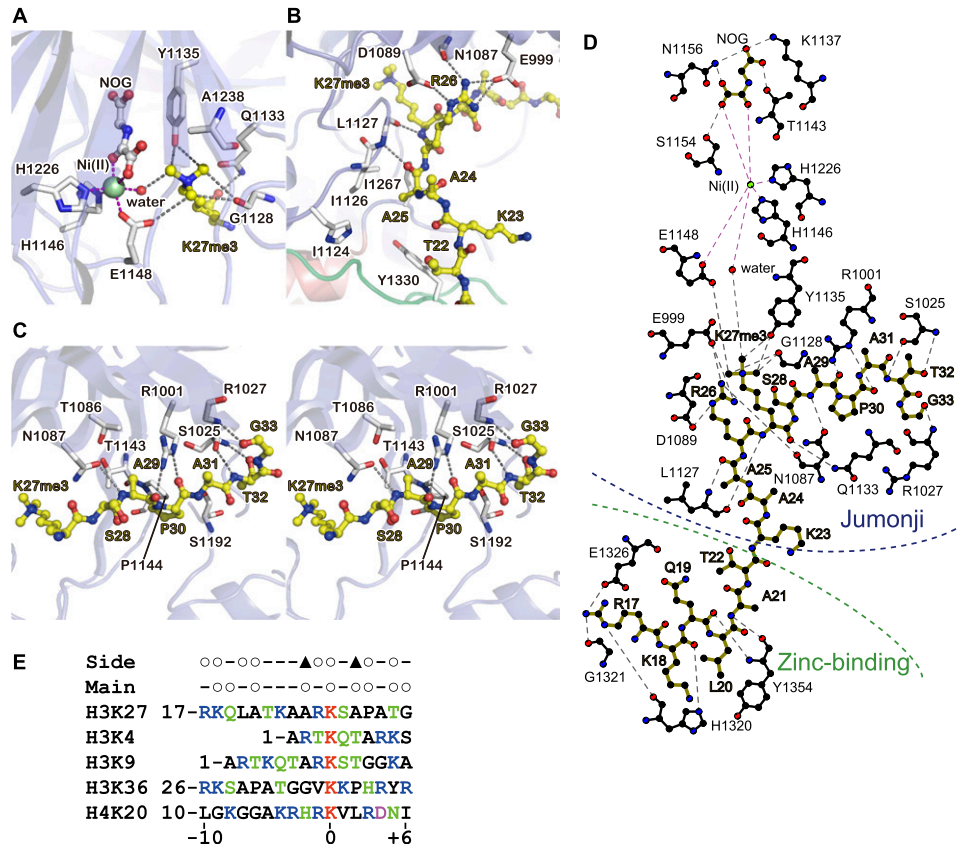 A
Y1135
NOG
A1238
Q1133
Ni(II)
H1226
water
G1128
H1146
K27me3
E1148
B
D1089
N1087
E999
K27me3
R26
L1127
A24
I1267
I1126
A25
K23
I1124
T22
Y1330
C
R1001
R1027
T1086
S1025
G33
N1087
T1143
A29
A31
K27me3
T32
S28
P30
S1192
P1144
R1001
R1027
T1086
S1025
G33
N1087
T1143
A29
A31
K27me3
T32
S28
P30
S1192
P1144
D
NOG
K1137
N1156
T1143
S1154
H1226
Ni(II)
H1146
E1148
water
R1001
Y1135
S1025
E999
K27me3
G1128
A31
A29
S28
T32
R26
G33
P30
D1089
A25
L1127
N1087
Q1133
R1027
A24
Jumonji
K23
E1326
T22
Q19
R17
A21
Zinc-binding
K18
L20
G1321
Y1354
H1320
E
Side ○○–○–––▲○○–▲○–○–
Main –○○–○–––○–○–○–○○
H3K27 17-RKQLATKAARKSAPATG
H3K4 1-ARTKQTARKS
H3K9 1-ARTKQTARKSTGGKA
H3K36 26-RKSAPATGGVKKPHRYR
H4K20 10-LGKGGAKRHRKVLRDNI
-10 0 +6